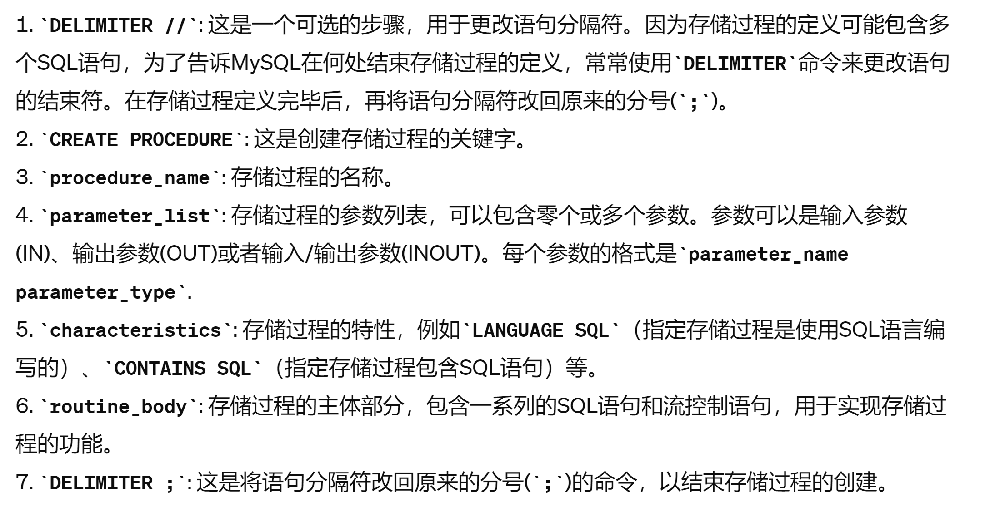 1. `DELIMITER //`: 这是一个可选的步骤，用于更改语句分隔符。因为存储过程的定义可能包含多
个SQL语句，为了告诉MySQL在何处结束存储过程的定义，常常使用`DELIMITER`命令来更改语句
的结束符。在存储过程定义完毕后，再将语句分隔符改回原来的分号(`;`)。
2. `CREATE PROCEDURE`: 这是创建存储过程的关键字。
3. `procedure_name`: 存储过程的名称。
4. `parameter_list`: 存储过程的参数列表，可以包含零个或多个参数。参数可以是输入参数
(IN)、输出参数(OUT)或者输入/输出参数(INOUT)。每个参数的格式是`parameter_name
parameter_type`.
5. `characteristics`: 存储过程的特性，例如`LANGUAGE SQL`（指定存储过程是使用SQL语言编
写的）、`CONTAINS SQL`（指定存储过程包含SQL语句）等。
6. `routine_body`: 存储过程的主体部分，包含一系列的SQL语句和流控制语句，用于实现存储过
程的功能。
7. `DELIMITER ;`: 这是将语句分隔符改回原来的分号(`;`)的命令，以结束存储过程的创建。